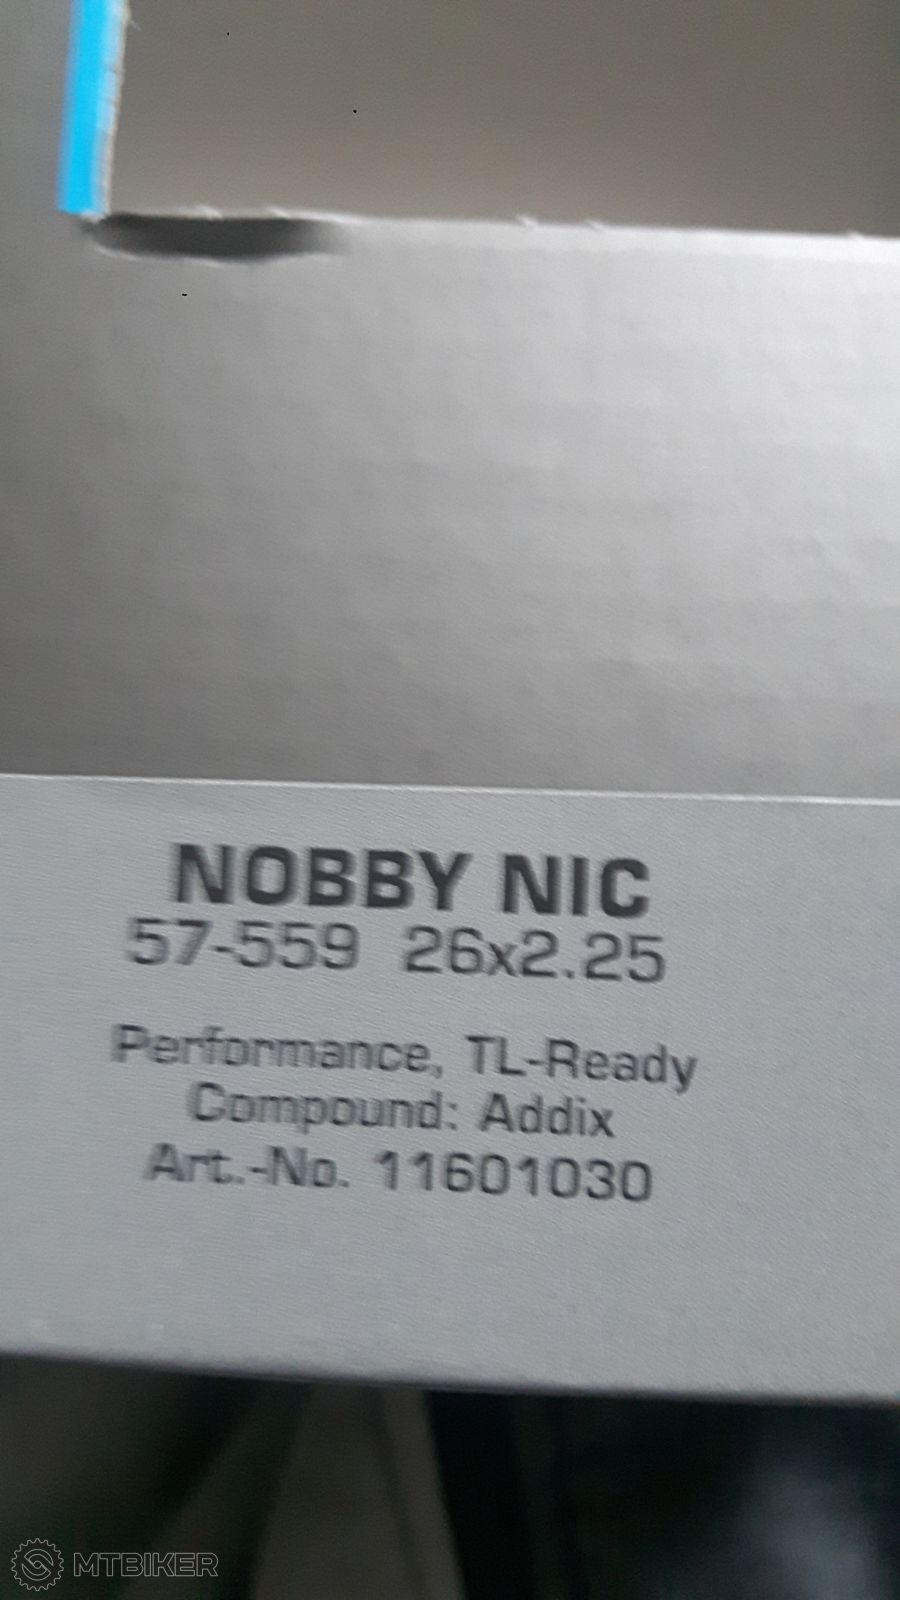 NOBBY NIC
57-559 26x2.25
Performance, TL-Ready
Compound: Addix
Art.-No. 11601030
MTBIKER